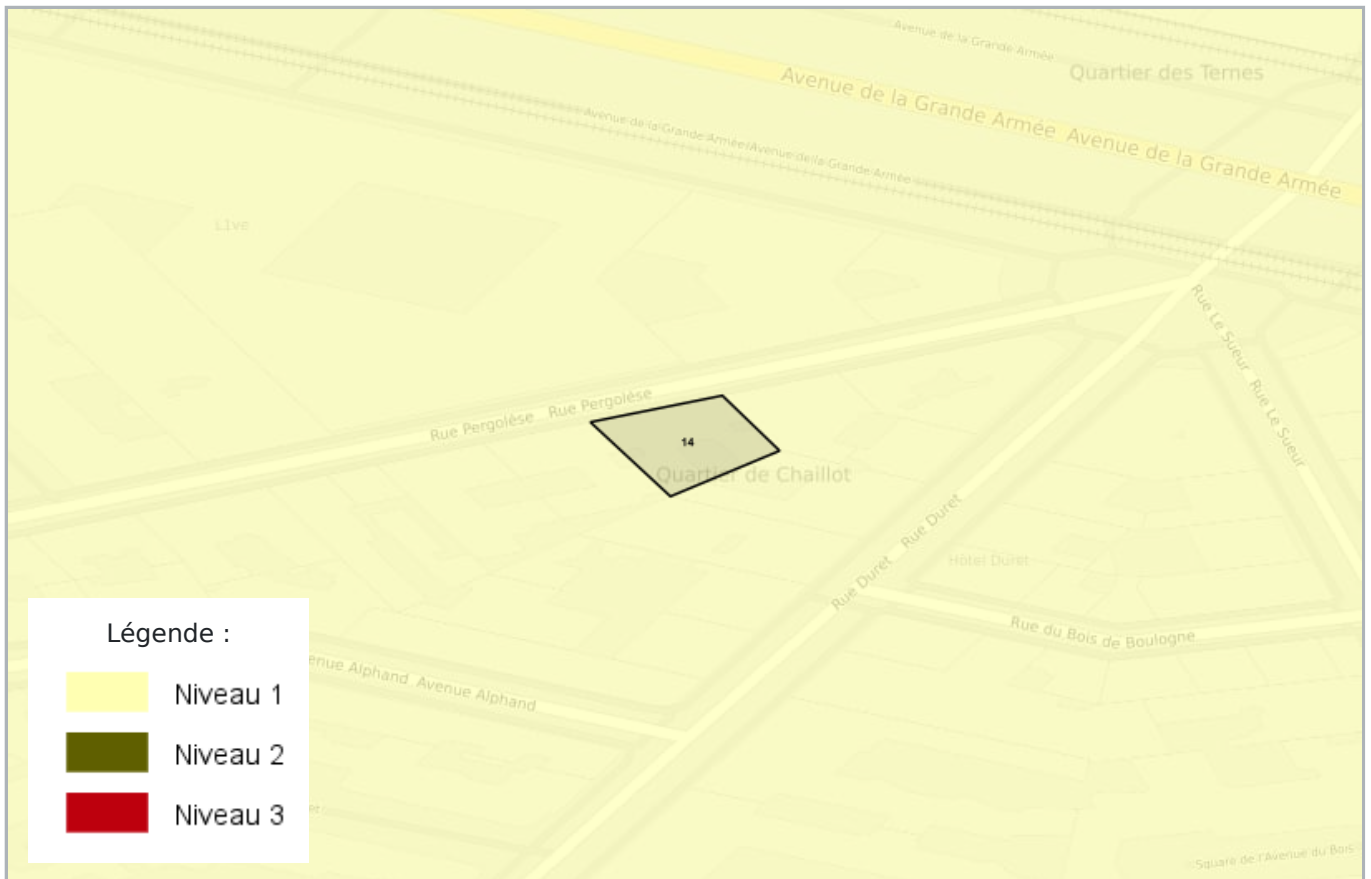 Avenue de la Grande Armée
Quartier des Ternes
Avenue de la Grande Armée Avenue de la Grande Armée
Avenue de la Grande Armée Avenue de la Grande Armée
Rue Le Sueur Rue Le Sueur
Rue Pergolèse Rue Pergolèse
14
Quartier de Chaillot
Rue Duret Rue Duret
Hôtel Duret
Rue du Bois de Boulogne
Légende :
Avenue Alphand
Niveau 1
Niveau 2
Niveau 3
Square de l'Avenue du Bois